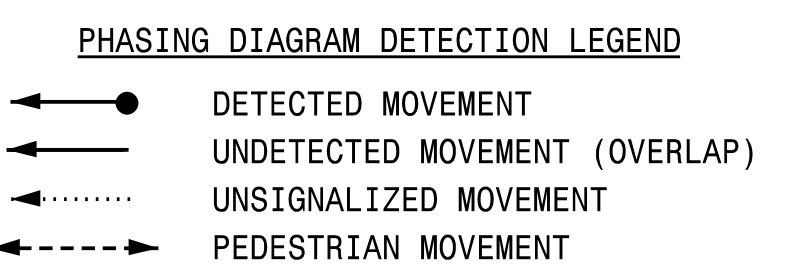 PHASING DIAGRAM DETECTION LEGEND
DETECTED MOVEMENT
UNDETECTED MOVEMENT (OVERLAP)
UNSIGNALIZED MOVEMENT
PEDESTRIAN MOVEMENT